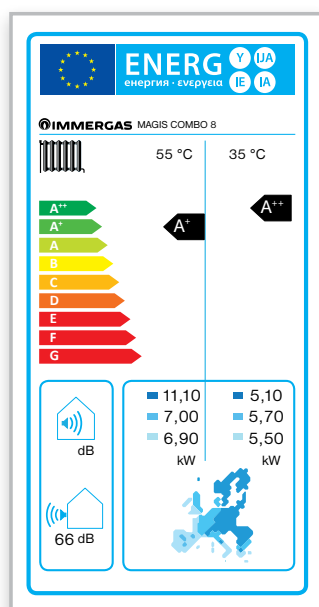 ENERG Y IJA
енергия · ενεργεια IE IA
IMMERGAS MAGIS COMBO 8
55 °C 35 °C
A++
A+ A+ A++
A
B
C
D
E
F
G
11,10 5,10
7,00 5,70
6,90 5,50
kW kW
dB
66 dB